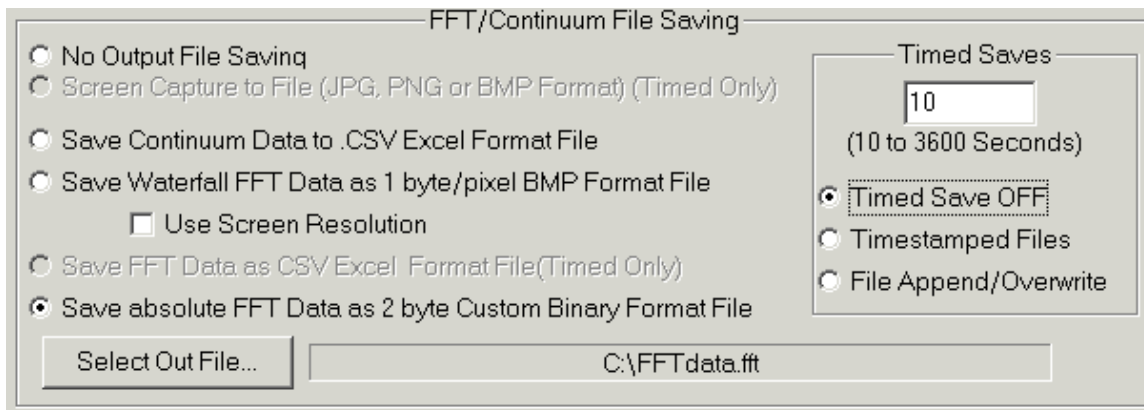 FFT/Continuum File Saving
No Output File Saving
Screen Capture to File (JPG, PNG or BMP Format) (Timed Only)
Save Continuum Data to .CSV Excel Format File
Save Waterfall FFT Data as 1 byte/pixel BMP Format File
Use Screen Resolution
Save FFT Data as CSV Excel Format File(Timed Only)
Save absolute FFT Data as 2 byte Custom Binary Format File
Select Out File...
C:\FFTdata.fft
Timed Saves
10
(10 to 3600 Seconds)
Timed Save OFF
Timestamped Files
File Append/Overwrite